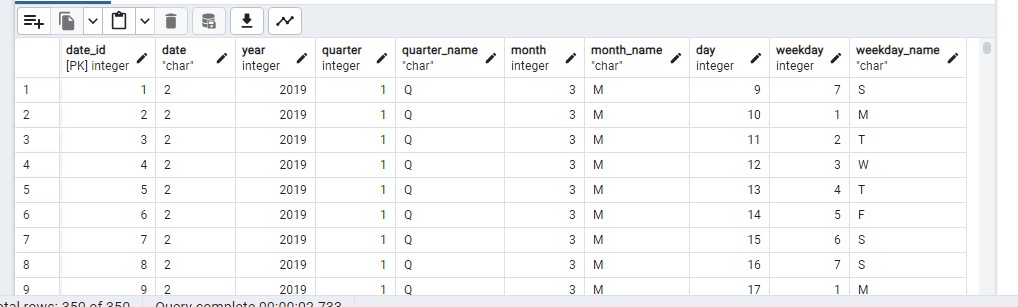 date_id date year quarter quarter_name month month_name day weekday weekday_name
[PK] integer "char" integer integer "char" integer "char" integer integer "char"
1 1 2 2019 1 Q 3 M 9 7 S
2 2 2 2019 1 Q 3 M 10 1 M
3 3 2 2019 1 Q 3 M 11 2 T
4 4 2 2019 1 Q 3 M 12 3 W
5 5 2 2019 1 Q 3 M 13 4 T
6 6 2 2019 1 Q 3 M 14 5 F
7 7 2 2019 1 Q 3 M 15 6 S
8 8 2 2019 1 Q 3 M 16 7 S
9 9 2 2019 1 Q 3 M 17 1 M
otal rows: 350 of 350 Query complete 00:00:02.733